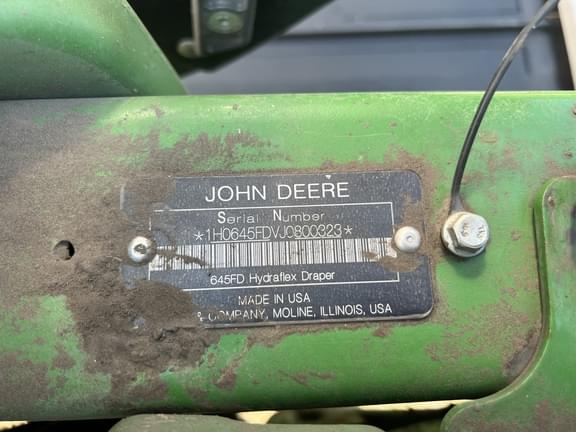 JOHN DEERE
Serial Number
*1H0645FDVJ0800323*
645FD Hydraflex Draper
MADE IN USA
& COMPANY, MOLINE, ILLINOIS, USA